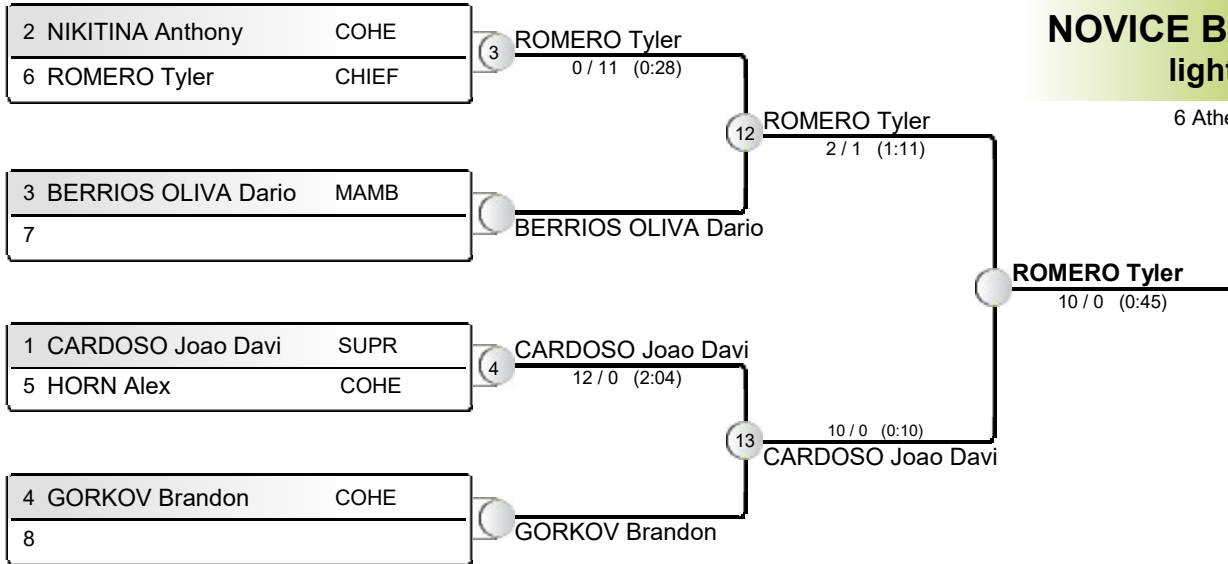 NOVICE B
light
6 Athe
2 NIKITINA Anthony COHE
6 ROMERO Tyler CHIEF
3 ROMERO Tyler
0 / 11 (0:28)
12 ROMERO Tyler
2 / 1 (1:11)
3 BERRIOS OLIVA Dario MAMB
7
BERRIOS OLIVA Dario
ROMERO Tyler
10 / 0 (0:45)
1 CARDOSO Joao Davi SUPR
5 HORN Alex COHE
4 CARDOSO Joao Davi
12 / 0 (2:04)
13 10 / 0 (0:10)
CARDOSO Joao Davi
4 GORKOV Brandon COHE
8
GORKOV Brandon